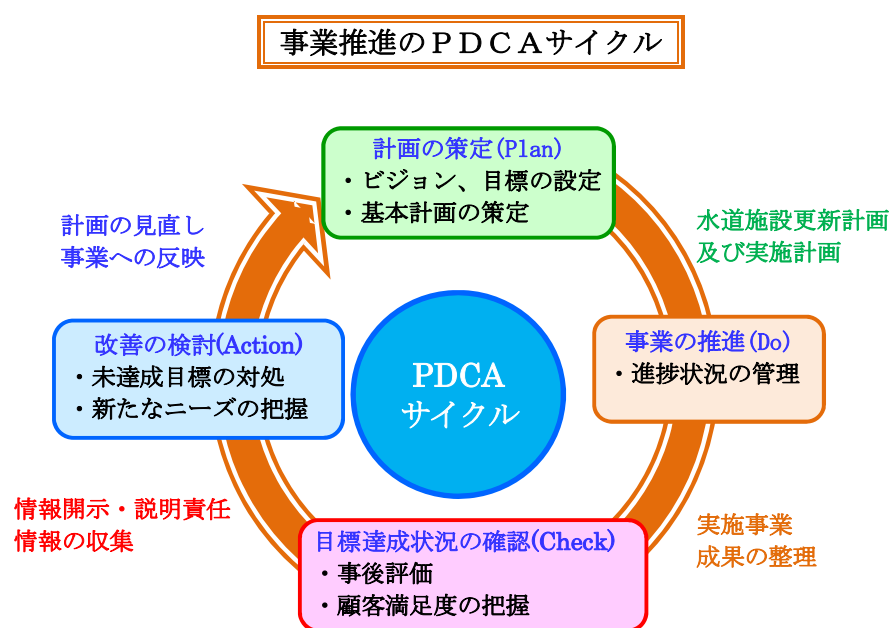 事業推進のＰＤＣＡサイクル
計画の策定(Plan)
・ビジョン、目標の設定
・基本計画の策定
水道施設更新計画
及び実施計画
事業の推進(Do)
・進捗状況の管理
実施事業
成果の整理
目標達成状況の確認(Check)
・事後評価
・顧客満足度の把握
情報開示・説明責任
情報の収集
改善の検討(Action)
・未達成目標の対処
・新たなニーズの把握
計画の見直し
事業への反映
PDCA
サイクル